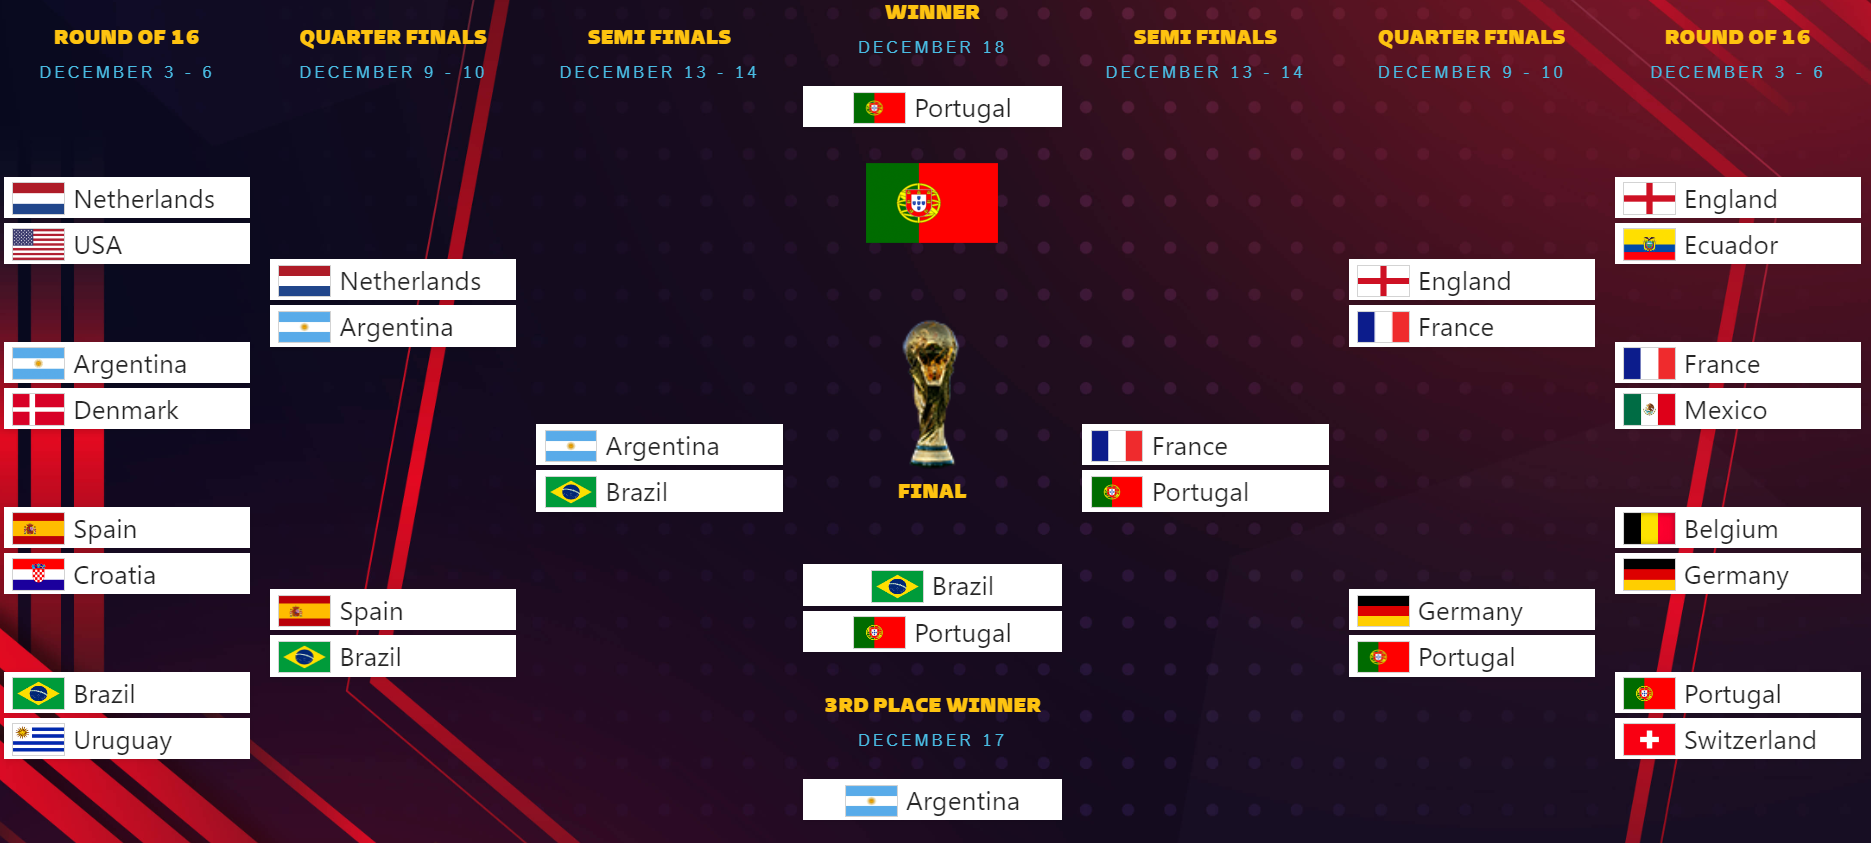 ROUND OF 16
DECEMBER 3 - 6
Netherlands
USA
Argentina
Denmark
Spain
Croatia
Brazil
Uruguay
QUARTER FINALS
DECEMBER 9 - 10
Netherlands
Argentina
Spain
Brazil
SEMI FINALS
DECEMBER 13 - 14
Argentina
Brazil
WINNER
DECEMBER 18
Portugal
FINAL
Brazil
Portugal
3RD PLACE WINNER
DECEMBER 17
Argentina
SEMI FINALS
DECEMBER 13 - 14
France
Portugal
QUARTER FINALS
DECEMBER 9 - 10
England
France
Germany
Portugal
ROUND OF 16
DECEMBER 3 - 6
England
Ecuador
France
Mexico
Belgium
Germany
Portugal
Switzerland